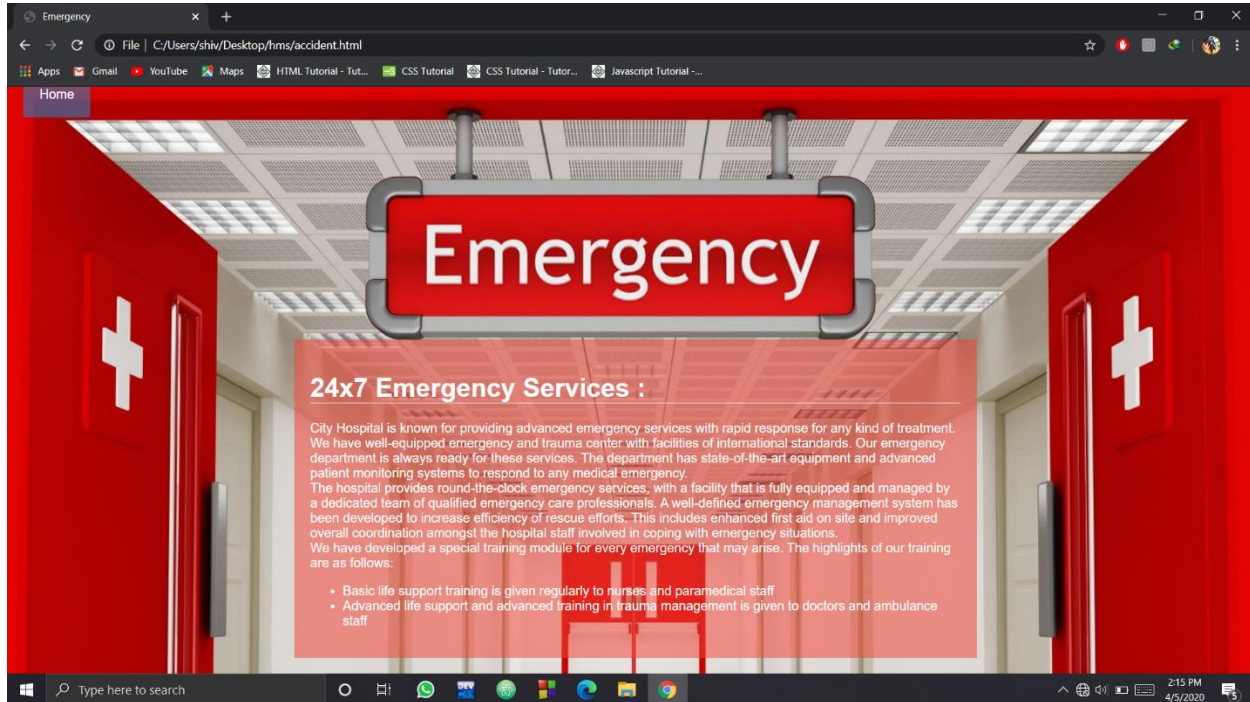 Emergency
File | C:/Users/shiv/Desktop/hms/accident.html
Apps Gmail YouTube Maps HTML Tutorial - Tut... CSS Tutorial CSS Tutorial - Tutor... Javascript Tutorial -...
Home
Emergency
24x7 Emergency Services :
City Hospital is known for providing advanced emergency services with rapid response for any kind of treatment.
We have well-equipped emergency and trauma center with facilities of international standards. Our emergency
department is always ready for these services. The department has state-of-the-art equipment and advanced
patient monitoring systems to respond to any medical emergency.
The hospital provides round-the-clock emergency services, with a facility that is fully equipped and managed by
a dedicated team of qualified emergency care professionals. A well-defined emergency management system has
been developed to increase efficiency of rescue efforts. This includes enhanced first aid on site and improved
overall coordination amongst the hospital staff involved in coping with emergency situations.
We have developed a special training module for every emergency that may arise. The highlights of our training
are as follows:
• Basic life support training is given regularly to nurses and paramedical staff
• Advanced life support and advanced training in trauma management is given to doctors and ambulance
staff
Type here to search
DEV
2:15 PM
4/5/2020
5